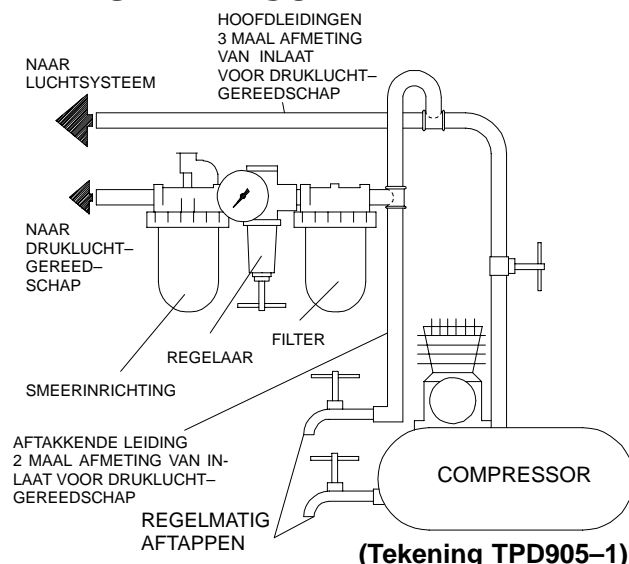 HOOFDLEIDINGEN
3 MAAL AFMETING
VAN INLAAT
VOOR DRUKLUCHT–
GEREEDSCHAP
NAAR
LUCHTSYSTEEM
NAAR
DRUKLUCHT–
GEREED–
SCHAP
REGELAAR
FILTER
SMEERINRICHTING
AFTAKKENDE LEIDING
2 MAAL AFMETING VAN IN-
LAAT VOOR DRUKLUCHT–
GEREEDSCHAP
REGELMATIG
AFTAPPEN
COMPRESSOR
(Tekening TPD905–1)